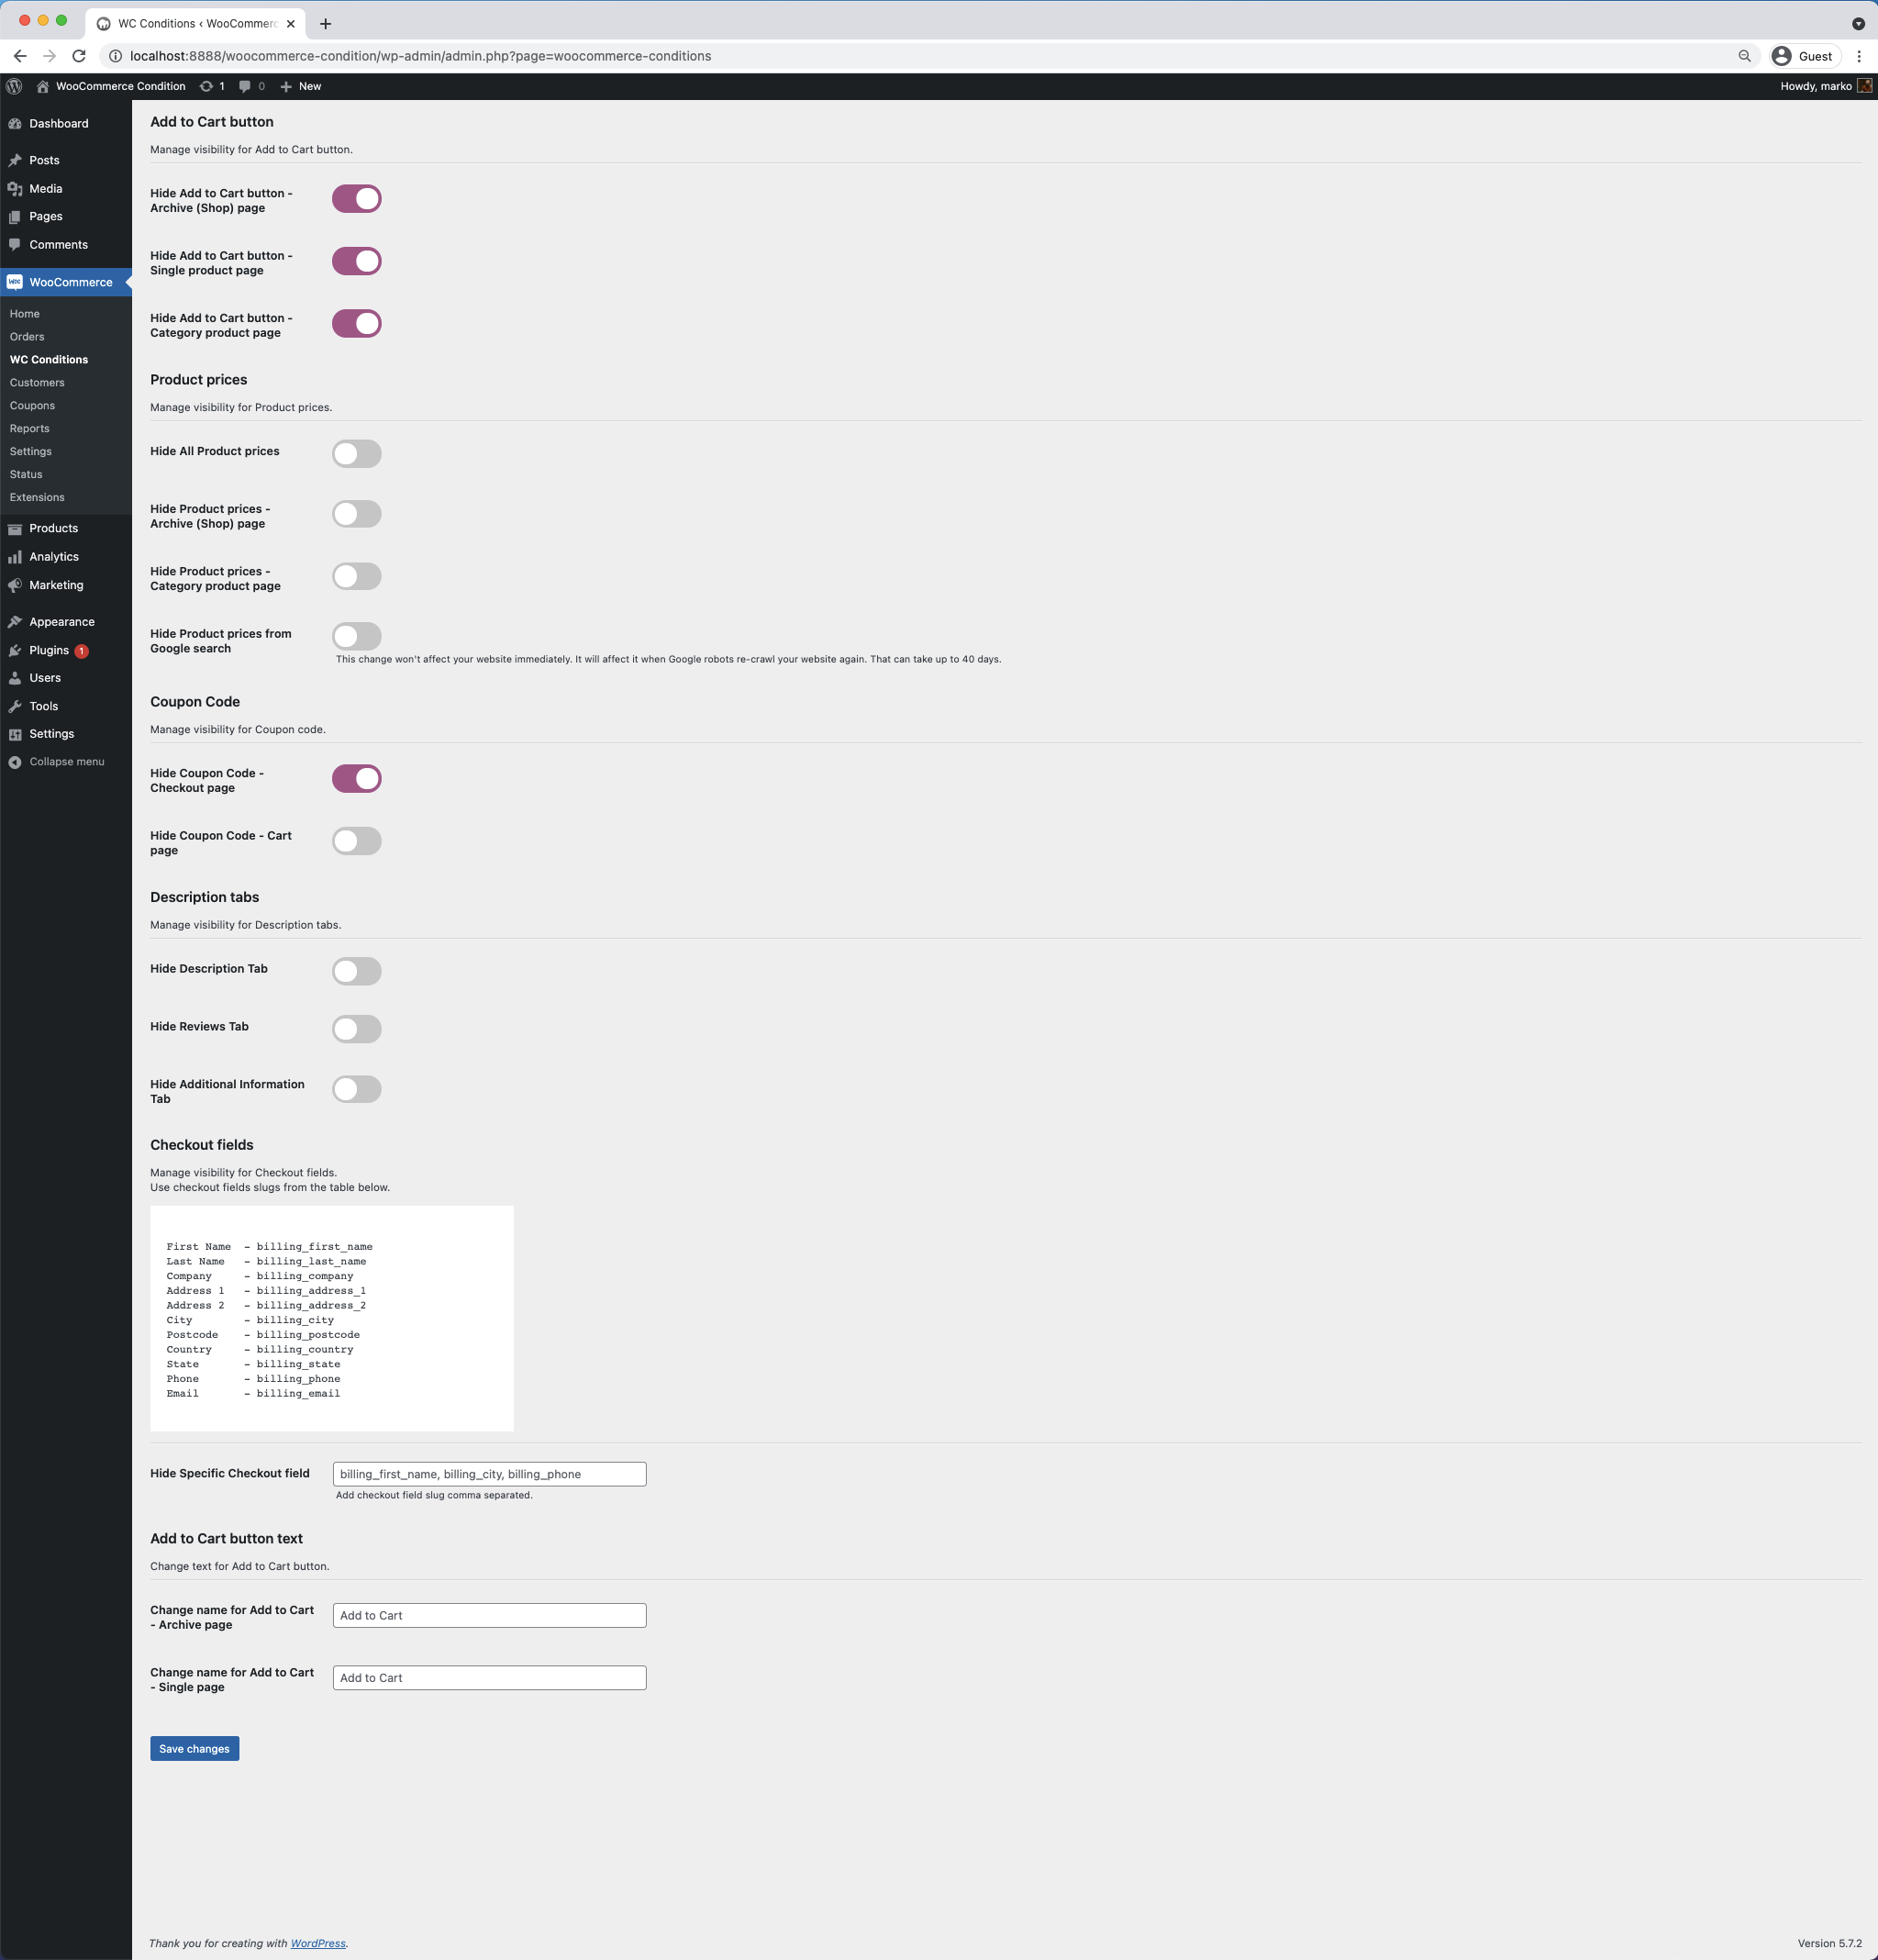 WC Conditions ‹ WooCommerc
localhost:8888/woocommerce-condition/wp-admin/admin.php?page=woocommerce-conditions
Guest
WooCommerce Condition
1
0
New
Howdy, marko
Dashboard
Posts
Media
Pages
Comments
WooCommerce
Home
Orders
WC Conditions
Customers
Coupons
Reports
Settings
Status
Extensions
Products
Analytics
Marketing
Appearance
Plugins 1
Users
Tools
Settings
Collapse menu
Add to Cart button
Manage visibility for Add to Cart button.
Hide Add to Cart button -
Archive (Shop) page
Hide Add to Cart button -
Single product page
Hide Add to Cart button -
Category product page
Product prices
Manage visibility for Product prices.
Hide All Product prices
Hide Product prices -
Archive (Shop) page
Hide Product prices -
Category product page
Hide Product prices from
Google search
This change won't affect your website immediately. It will affect it when Google robots re-crawl your website again. That can take up to 40 days.
Coupon Code
Manage visibility for Coupon code.
Hide Coupon Code -
Checkout page
Hide Coupon Code - Cart
page
Description tabs
Manage visibility for Description tabs.
Hide Description Tab
Hide Reviews Tab
Hide Additional Information
Tab
Checkout fields
Manage visibility for Checkout fields.
Use checkout fields slugs from the table below.
First Name - billing_first_name
Last Name - billing_last_name
Company - billing_company
Address 1 - billing_address_1
Address 2 - billing_address_2
City - billing_city
Postcode - billing_postcode
Country - billing_country
State - billing_state
Phone - billing_phone
Email - billing_email
Hide Specific Checkout field
billing_first_name, billing_city, billing_phone
Add checkout field slug comma separated.
Add to Cart button text
Change text for Add to Cart button.
Change name for Add to Cart
- Archive page
Add to Cart
Change name for Add to Cart
- Single page
Add to Cart
Save changes
Thank you for creating with WordPress.
Version 5.7.2